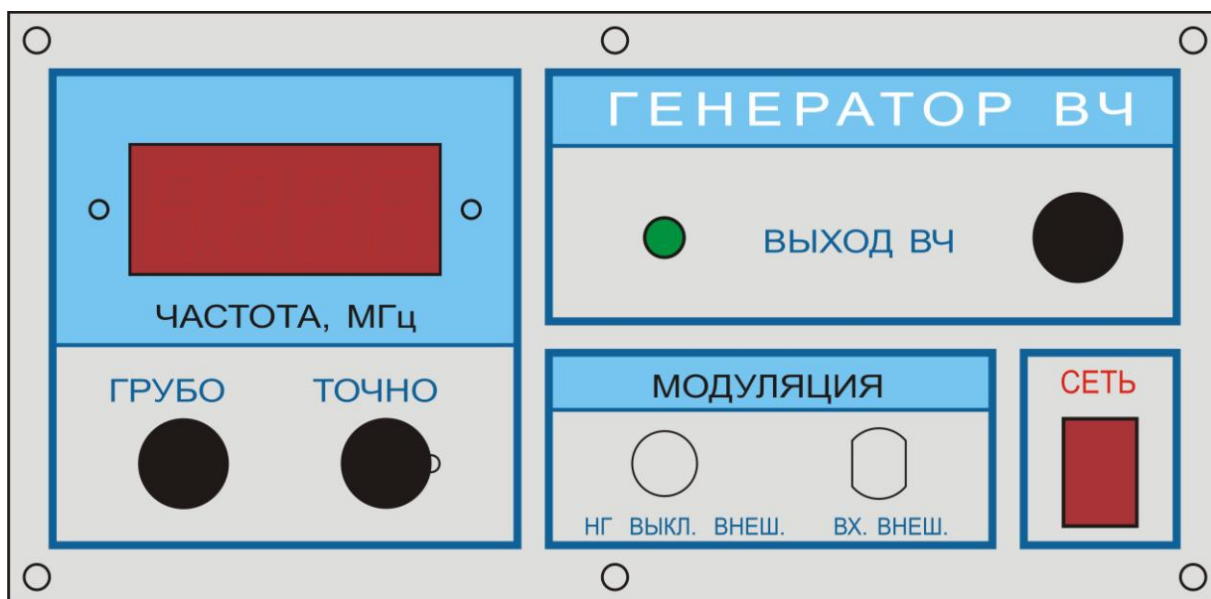 ГЕНЕРАТОР ВЧ
ЧАСТОТА, МГц
ГРУБО ТОЧНО
ВЫХОД ВЧ
МОДУЛЯЦИЯ
НГ ВЫКЛ. ВНЕШ. ВХ. ВНЕШ.
СЕТЬ